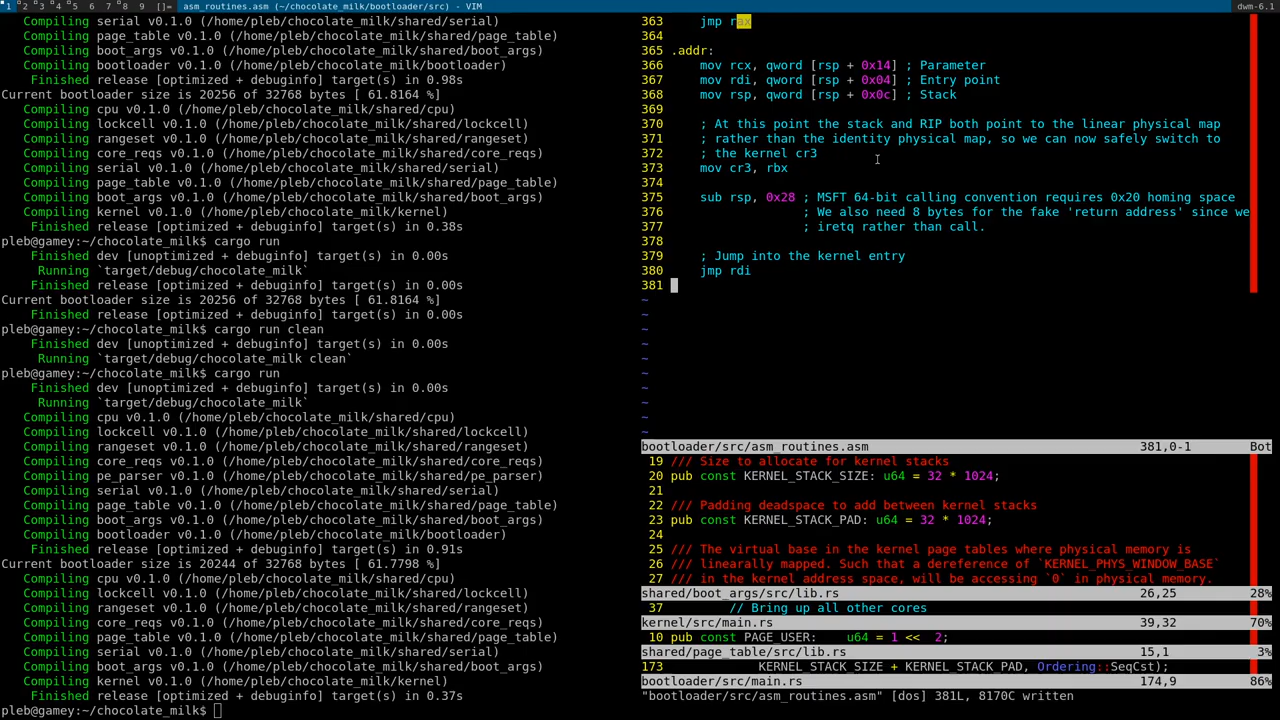 1 2 3 4 5 6 7 8 9 []= asm_routines.asm (~/chocolate_milk/bootloader/src) - VIM dwm-6.1
Compiling serial v0.1.0 (/home/pleb/chocolate_milk/shared/serial)
Compiling page_table v0.1.0 (/home/pleb/chocolate_milk/shared/page_table)
Compiling boot_args v0.1.0 (/home/pleb/chocolate_milk/shared/boot_args)
Compiling bootloader v0.1.0 (/home/pleb/chocolate_milk/bootloader)
Finished release [optimized + debuginfo] target(s) in 0.98s
Current bootloader size is 20256 of 32768 bytes [ 61.8164 %]
Compiling cpu v0.1.0 (/home/pleb/chocolate_milk/shared/cpu)
Compiling lockcell v0.1.0 (/home/pleb/chocolate_milk/shared/lockcell)
Compiling rangeset v0.1.0 (/home/pleb/chocolate_milk/shared/rangeset)
Compiling core_reqs v0.1.0 (/home/pleb/chocolate_milk/shared/core_reqs)
Compiling serial v0.1.0 (/home/pleb/chocolate_milk/shared/serial)
Compiling page_table v0.1.0 (/home/pleb/chocolate_milk/shared/page_table)
Compiling boot_args v0.1.0 (/home/pleb/chocolate_milk/shared/boot_args)
Compiling kernel v0.1.0 (/home/pleb/chocolate_milk/kernel)
Finished release [optimized + debuginfo] target(s) in 0.38s
pleb@gamey:~/chocolate_milk$ cargo run
Finished dev [unoptimized + debuginfo] target(s) in 0.00s
Running `target/debug/chocolate_milk`
Finished release [optimized + debuginfo] target(s) in 0.00s
Current bootloader size is 20256 of 32768 bytes [ 61.8164 %]
Finished release [optimized + debuginfo] target(s) in 0.00s
pleb@gamey:~/chocolate_milk$ cargo run clean
Finished dev [unoptimized + debuginfo] target(s) in 0.00s
Running `target/debug/chocolate_milk clean`
pleb@gamey:~/chocolate_milk$ cargo run
Finished dev [unoptimized + debuginfo] target(s) in 0.00s
Running `target/debug/chocolate_milk`
Compiling cpu v0.1.0 (/home/pleb/chocolate_milk/shared/cpu)
Compiling lockcell v0.1.0 (/home/pleb/chocolate_milk/shared/lockcell)
Compiling rangeset v0.1.0 (/home/pleb/chocolate_milk/shared/rangeset)
Compiling core_reqs v0.1.0 (/home/pleb/chocolate_milk/shared/core_reqs)
Compiling pe_parser v0.1.0 (/home/pleb/chocolate_milk/shared/pe_parser)
Compiling serial v0.1.0 (/home/pleb/chocolate_milk/shared/serial)
Compiling page_table v0.1.0 (/home/pleb/chocolate_milk/shared/page_table)
Compiling boot_args v0.1.0 (/home/pleb/chocolate_milk/shared/boot_args)
Compiling bootloader v0.1.0 (/home/pleb/chocolate_milk/bootloader)
Finished release [optimized + debuginfo] target(s) in 0.91s
Current bootloader size is 20244 of 32768 bytes [ 61.7798 %]
Compiling cpu v0.1.0 (/home/pleb/chocolate_milk/shared/cpu)
Compiling lockcell v0.1.0 (/home/pleb/chocolate_milk/shared/lockcell)
Compiling rangeset v0.1.0 (/home/pleb/chocolate_milk/shared/rangeset)
Compiling core_reqs v0.1.0 (/home/pleb/chocolate_milk/shared/core_reqs)
Compiling page_table v0.1.0 (/home/pleb/chocolate_milk/shared/page_table)
Compiling serial v0.1.0 (/home/pleb/chocolate_milk/shared/serial)
Compiling boot_args v0.1.0 (/home/pleb/chocolate_milk/shared/boot_args)
Compiling kernel v0.1.0 (/home/pleb/chocolate_milk/kernel)
Finished release [optimized + debuginfo] target(s) in 0.37s
pleb@gamey:~/chocolate_milk$
363 jmp rax
364
365 .addr:
366 mov rcx, qword [rsp + 0x14] ; Parameter
367 mov rdi, qword [rsp + 0x04] ; Entry point
368 mov rsp, qword [rsp + 0x0c] ; Stack
369
370 ; At this point the stack and RIP both point to the linear physical map
371 ; rather than the identity physical map, so we can now safely switch to
372 ; the kernel cr3
373 mov cr3, rbx
374
375 sub rsp, 0x28 ; MSFT 64-bit calling convention requires 0x20 homing space
376 ; We also need 8 bytes for the fake 'return address' since we
377 ; iretq rather than call.
378
379 ; Jump into the kernel entry
380 jmp rdi
381
~
~
~
~
~
~
~
~
~
~
bootloader/src/asm_routines.asm 381,0-1 Bot
19 /// Size to allocate for kernel stacks
20 pub const KERNEL_STACK_SIZE: u64 = 32 * 1024;
21
22 /// Padding deadspace to add between kernel stacks
23 pub const KERNEL_STACK_PAD: u64 = 32 * 1024;
24
25 /// The virtual base in the kernel page tables where physical memory is
26 /// linearally mapped. Such that a dereference of `KERNEL_PHYS_WINDOW_BASE`
27 /// in the kernel address space, will be accessing `0` in physical memory.
shared/boot_args/src/lib.rs 26,25 28%
37 // Bring up all other cores
kernel/src/main.rs 39,32 70%
10 pub const PAGE_USER: u64 = 1 << 2;
shared/page_table/src/lib.rs 15,1 3%
173 KERNEL_STACK_SIZE + KERNEL_STACK_PAD, Ordering::SeqCst);
bootloader/src/main.rs 174,9 86%
"bootloader/src/asm_routines.asm" [dos] 381L, 8170C written